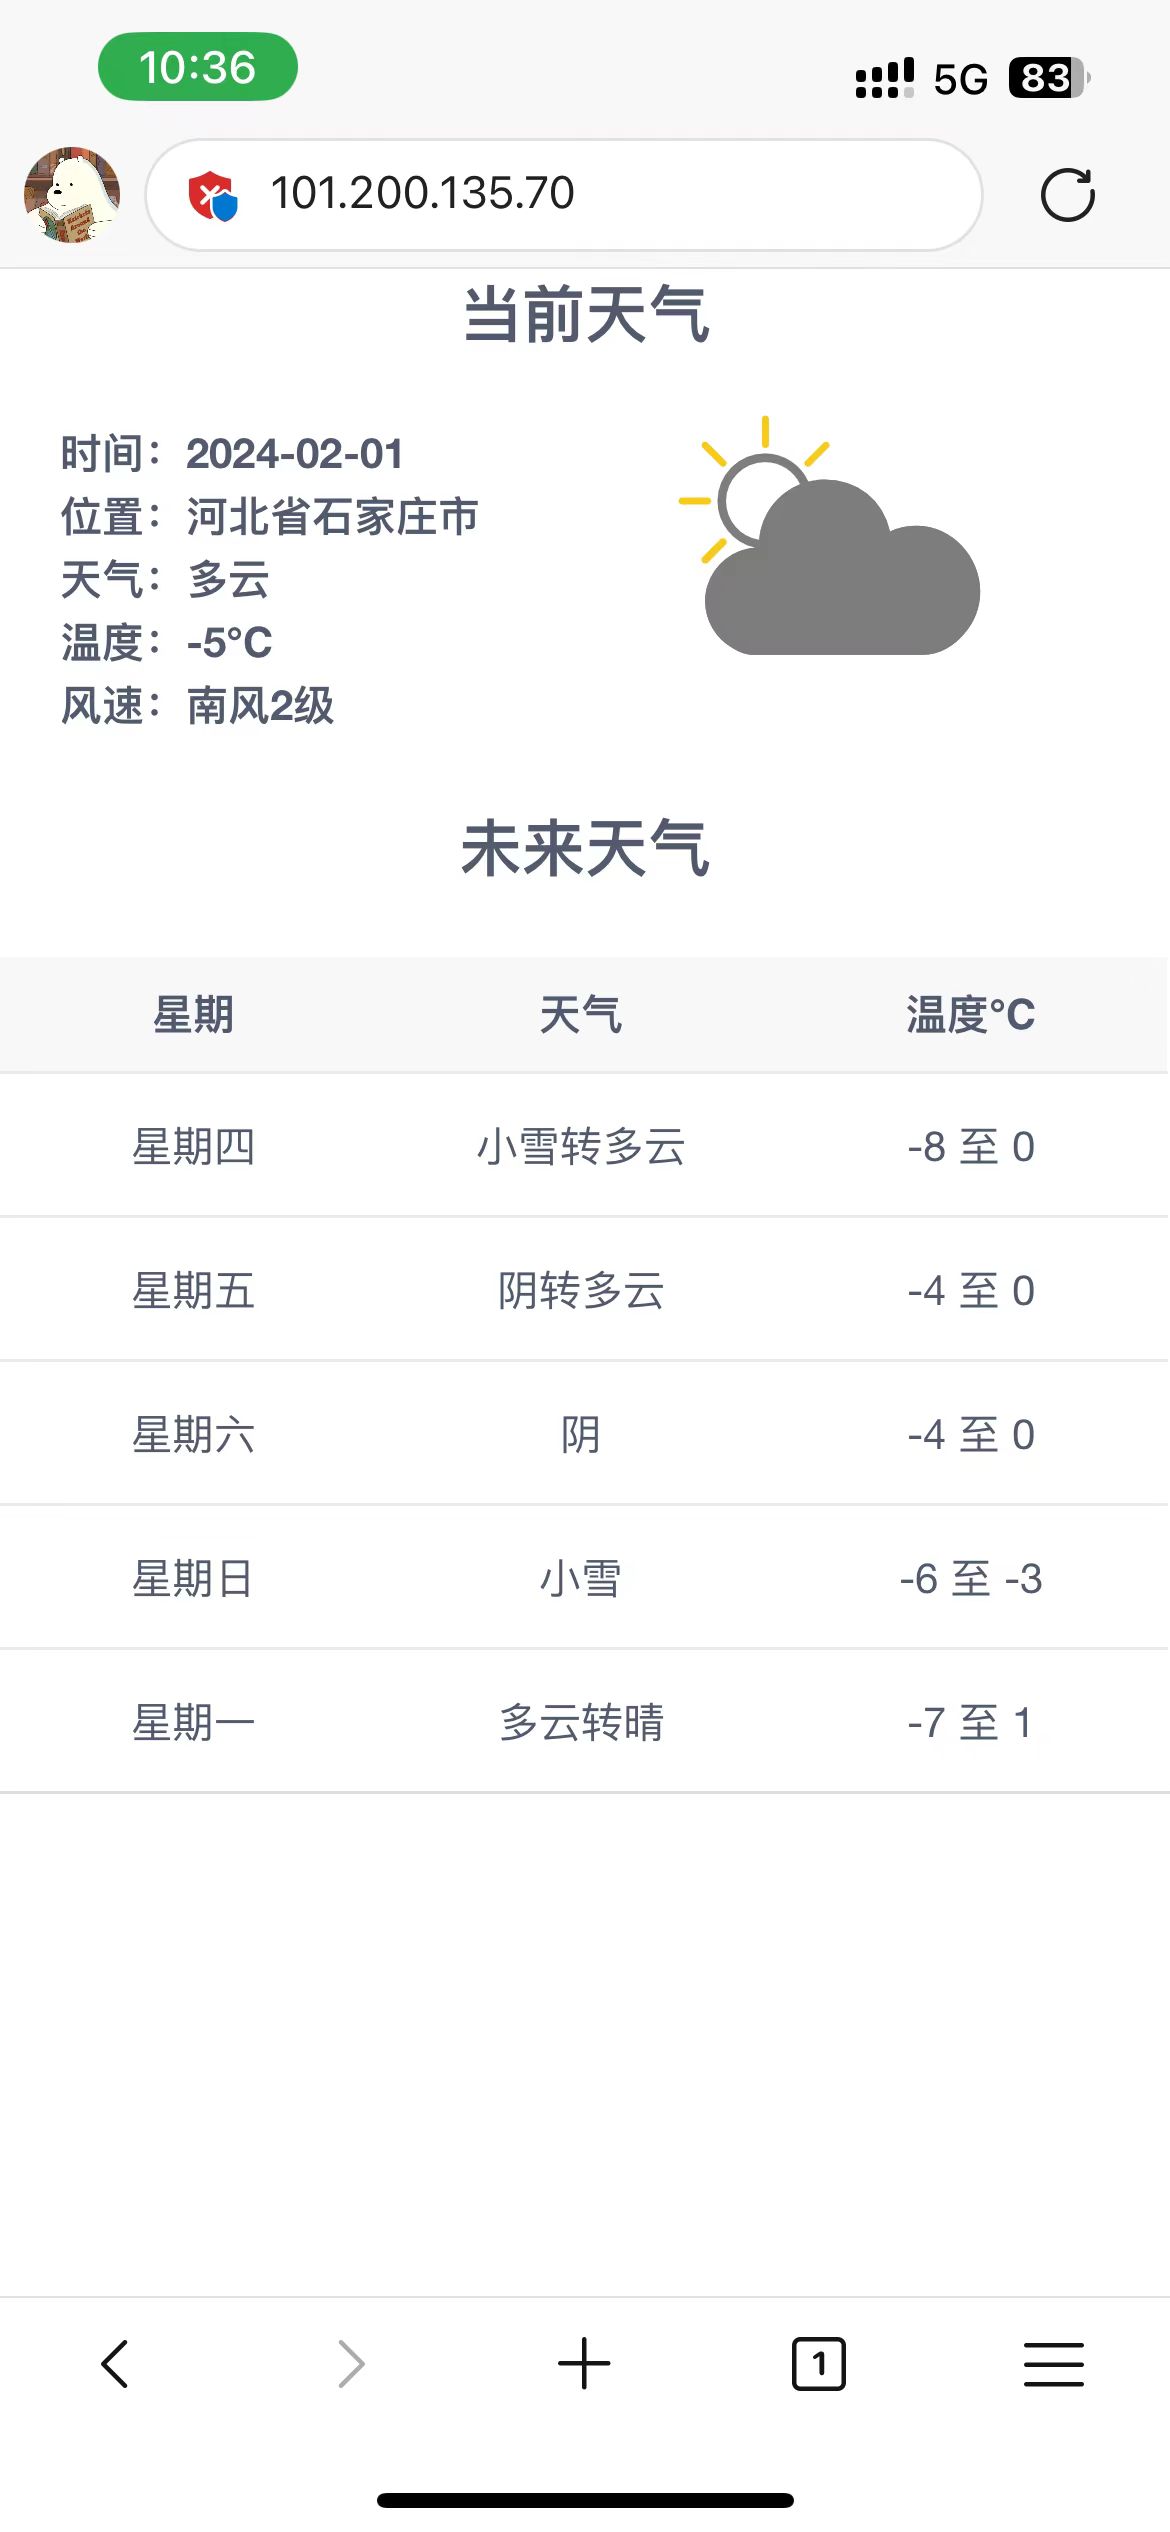 10:36
5G 83
101.200.135.70
当前天气
时间：2024-02-01
位置：河北省石家庄市
天气：多云
温度：-5°C
风速：南风2级
未来天气
星期 天气 温度°C
星期四 小雪转多云 -8 至 0
星期五 阴转多云 -4 至 0
星期六 阴 -4 至 0
星期日 小雪 -6 至 -3
星期一 多云转晴 -7 至 1
1